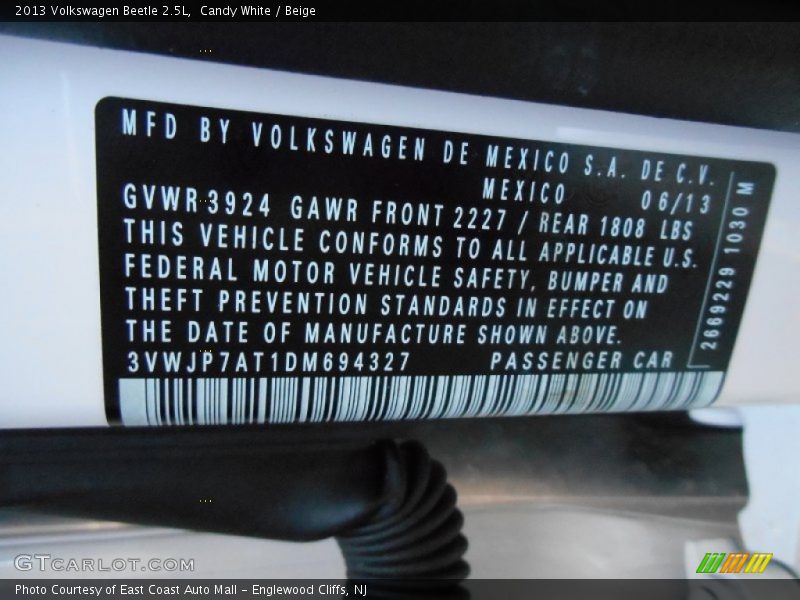 2013 Volkswagen Beetle 2.5L,  Candy White / Beige
MFD BY VOLKSWAGEN DE MEXICO S.A. DE C.V.
MEXICO 06/13
GVWR 3924 GAWR FRONT 2227 / REAR 1808 LBS
THIS VEHICLE CONFORMS TO ALL APPLICABLE U.S.
FEDERAL MOTOR VEHICLE SAFETY, BUMPER AND
THEFT PREVENTION STANDARDS IN EFFECT ON
THE DATE OF MANUFACTURE SHOWN ABOVE.
3VWJP7AT1DM694327 PASSENGER CAR
2669229 1030 M
GTCARLOT.COM
Photo Courtesy of East Coast Auto Mall - Englewood Cliffs, NJ